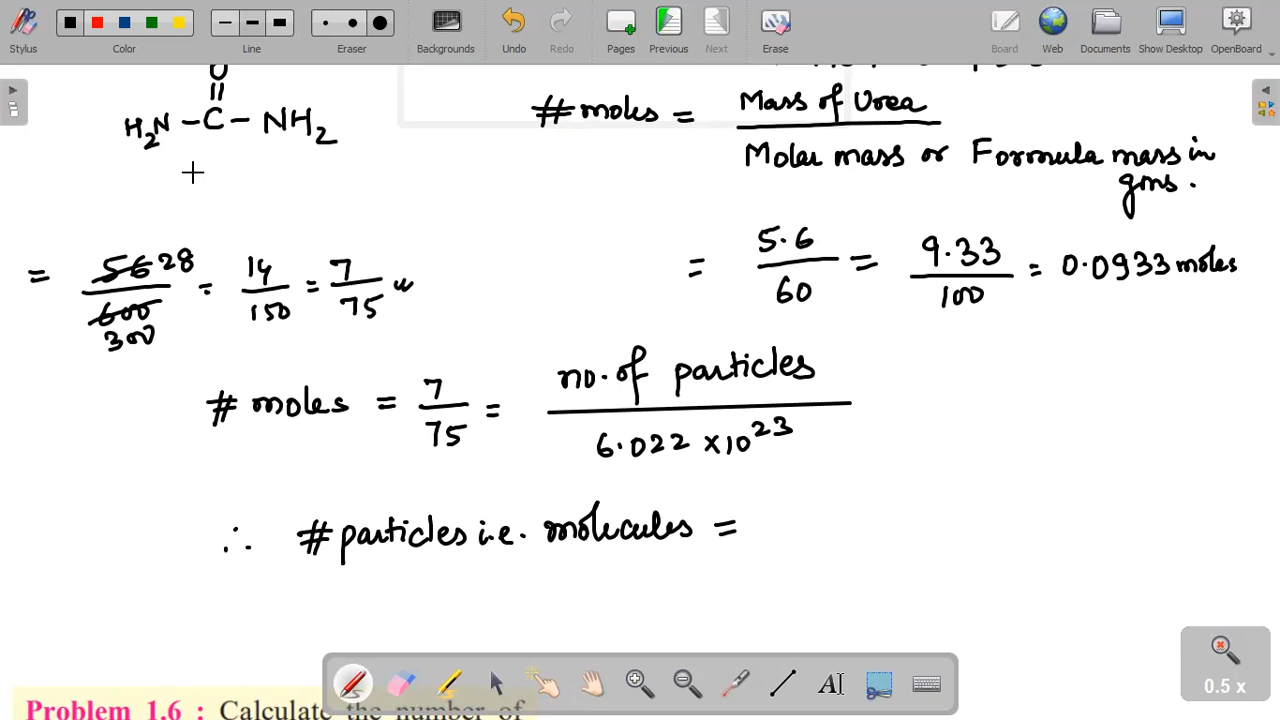 Stylus Color Line Eraser Backgrounds Undo Redo Pages Previous Next Erase Board Web Documents Show Desktop OpenBoard
O
||
H2N – C – NH2
# moles = Mass of Urea
Molar mass or Formula mass in gms.
= 56 28 / 600 300 = 14/150 = 7/75
= 5.6/60 = 9.33/100 = 0.0933 moles
# moles = 7/75 = no. of particles / 6.022 × 10^23
∴ # particles i.e. molecules =
0.5 x
Problem 1.6 : Calculate the number of